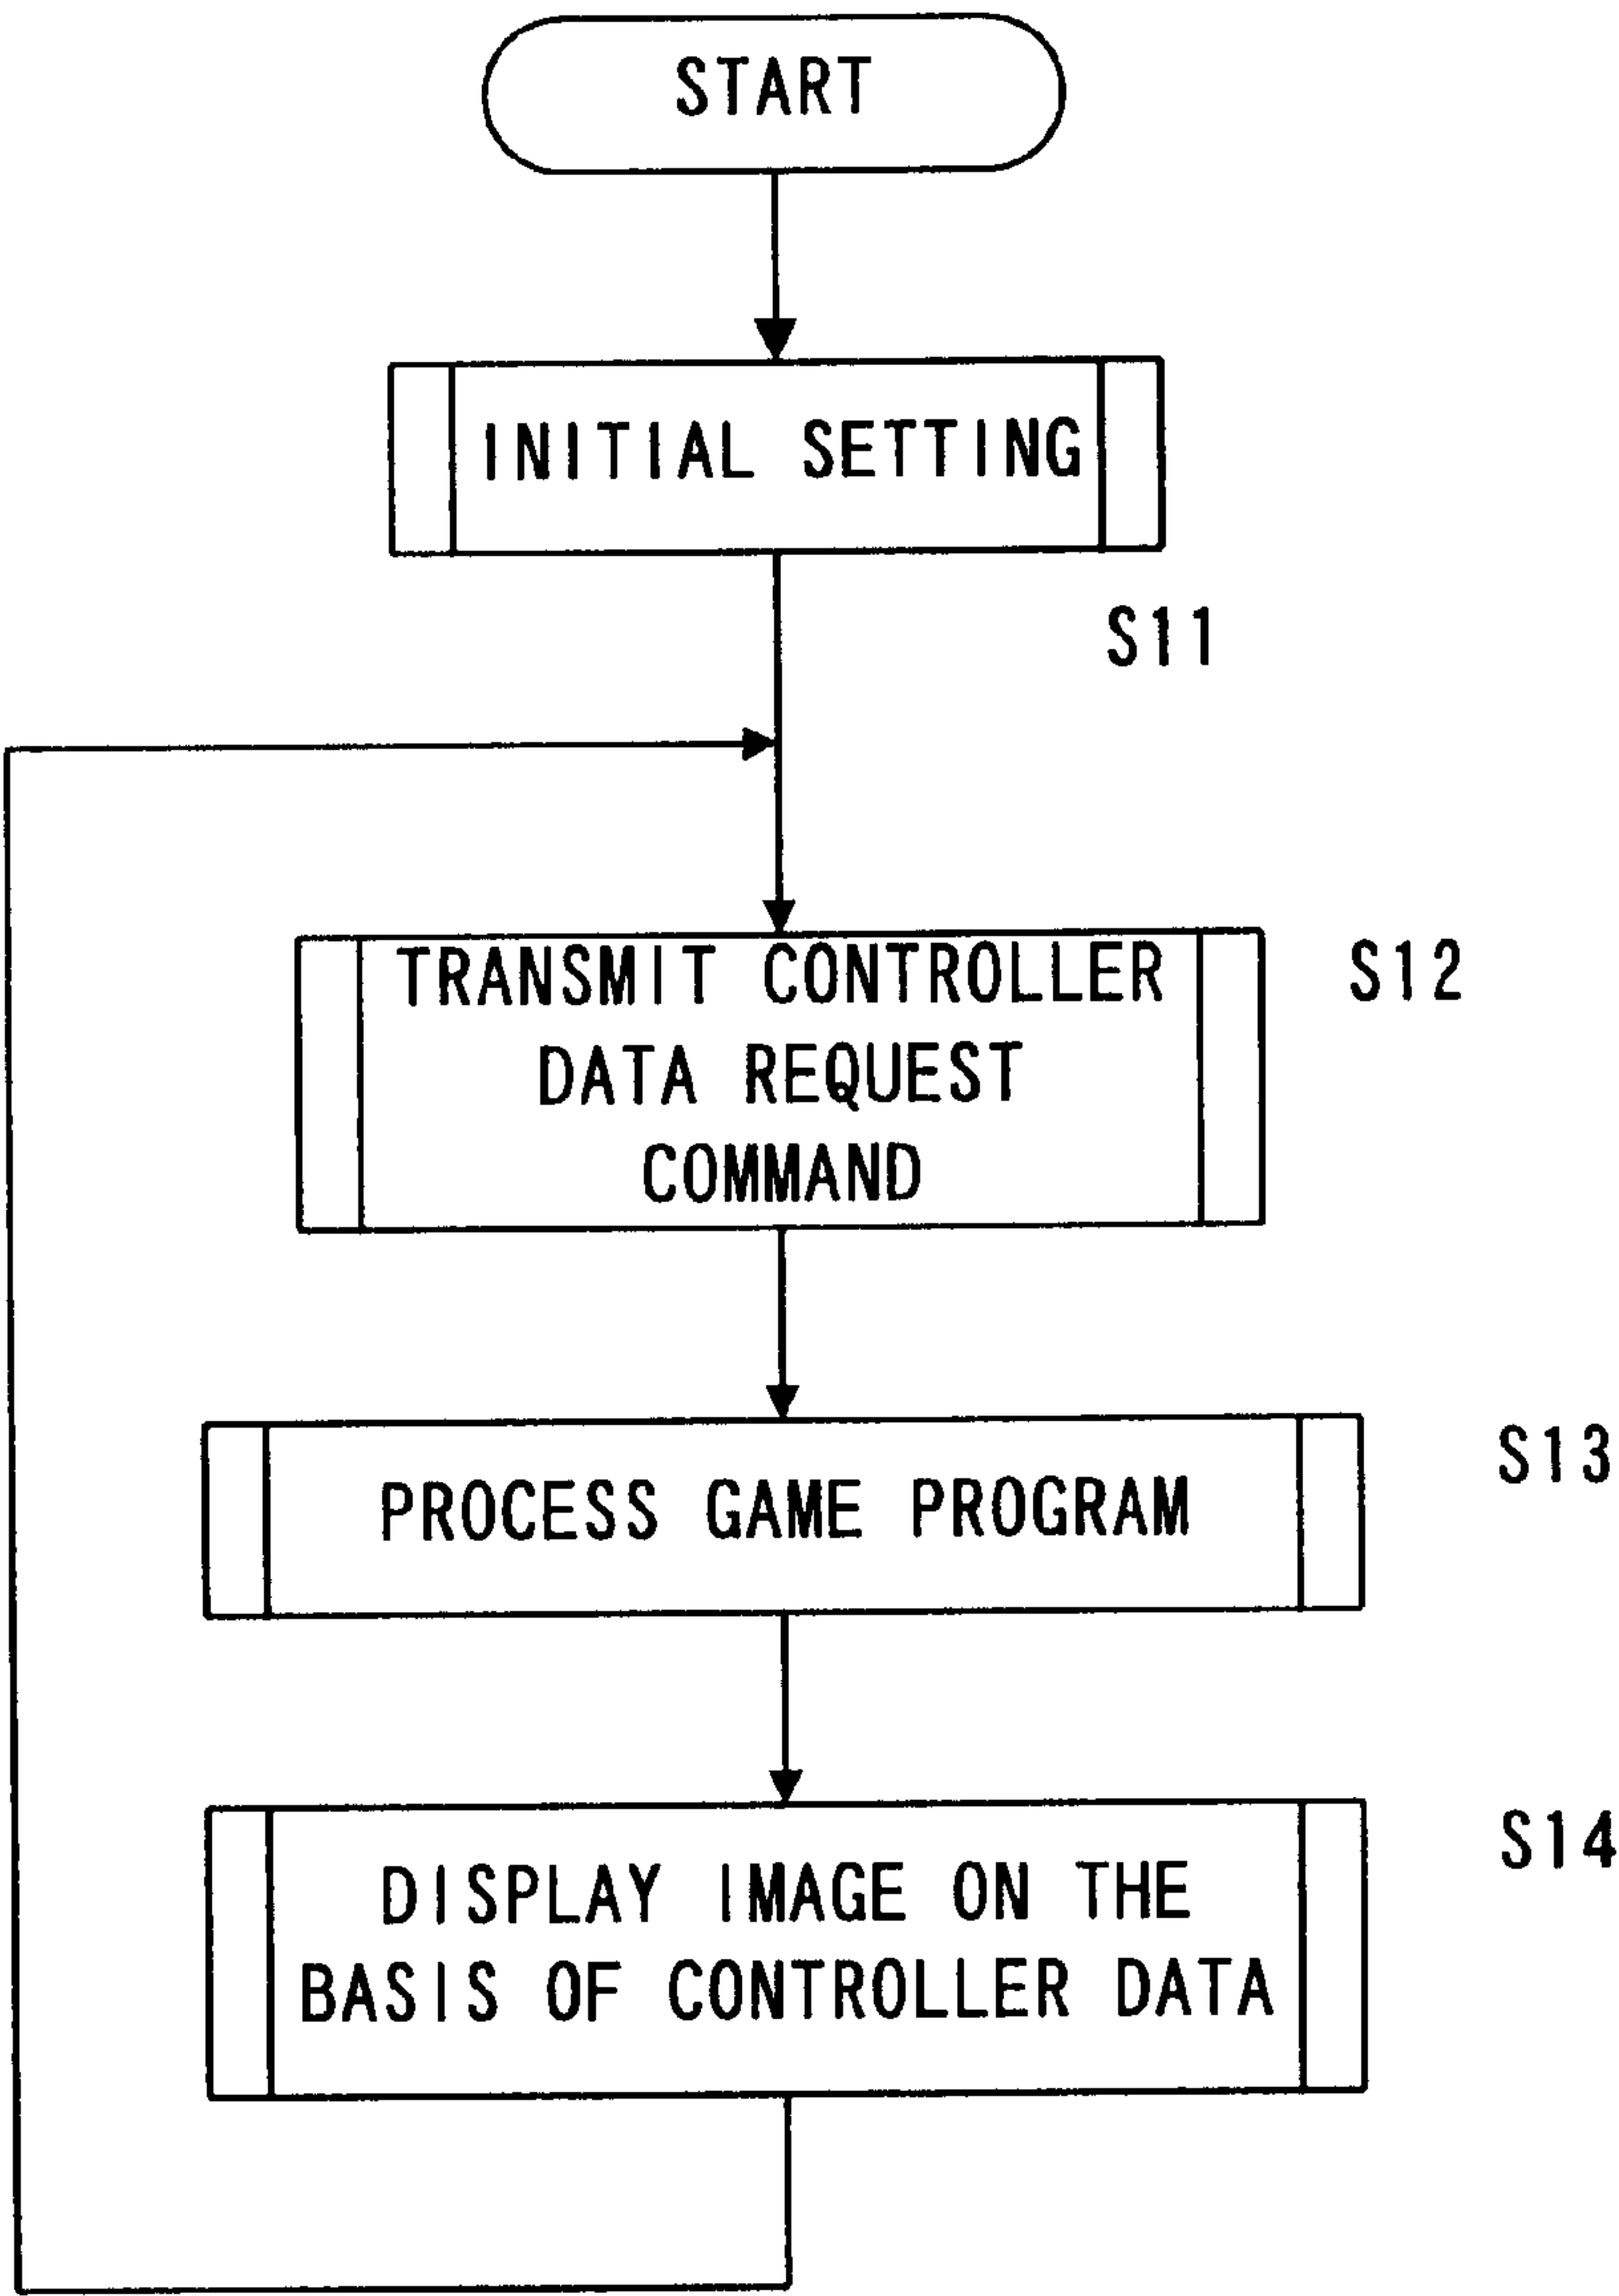 START
INITIAL SETTING
S11
TRANSMIT CONTROLLER
DATA REQUEST
COMMAND
S12
PROCESS GAME PROGRAM
S13
DISPLAY IMAGE ON THE
BASIS OF CONTROLLER DATA
S14